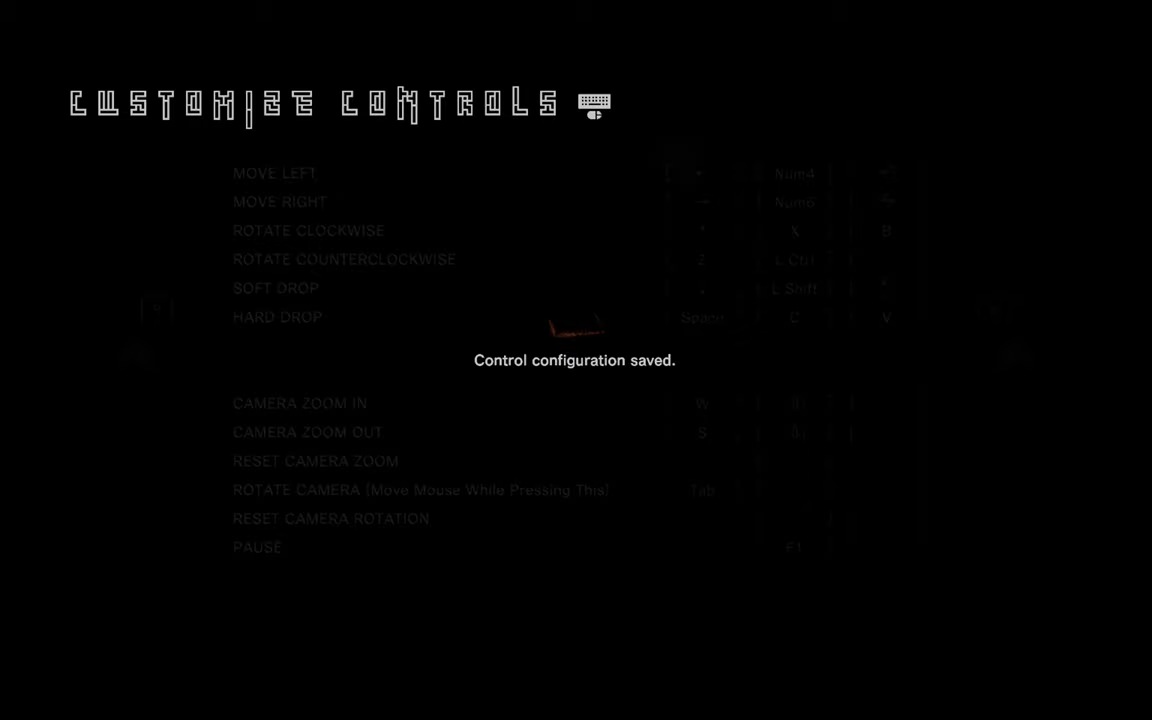 CUSTOMIZE CONTROLS
MOVE LEFT Num4
MOVE RIGHT Num6
ROTATE CLOCKWISE X B
ROTATE COUNTERCLOCKWISE Z L Ctrl
SOFT DROP L Shift
HARD DROP Space C V
Control configuration saved.
CAMERA ZOOM IN W
CAMERA ZOOM OUT S
RESET CAMERA ZOOM
ROTATE CAMERA [Move Mouse While Pressing This] Tab
RESET CAMERA ROTATION
PAUSE F1